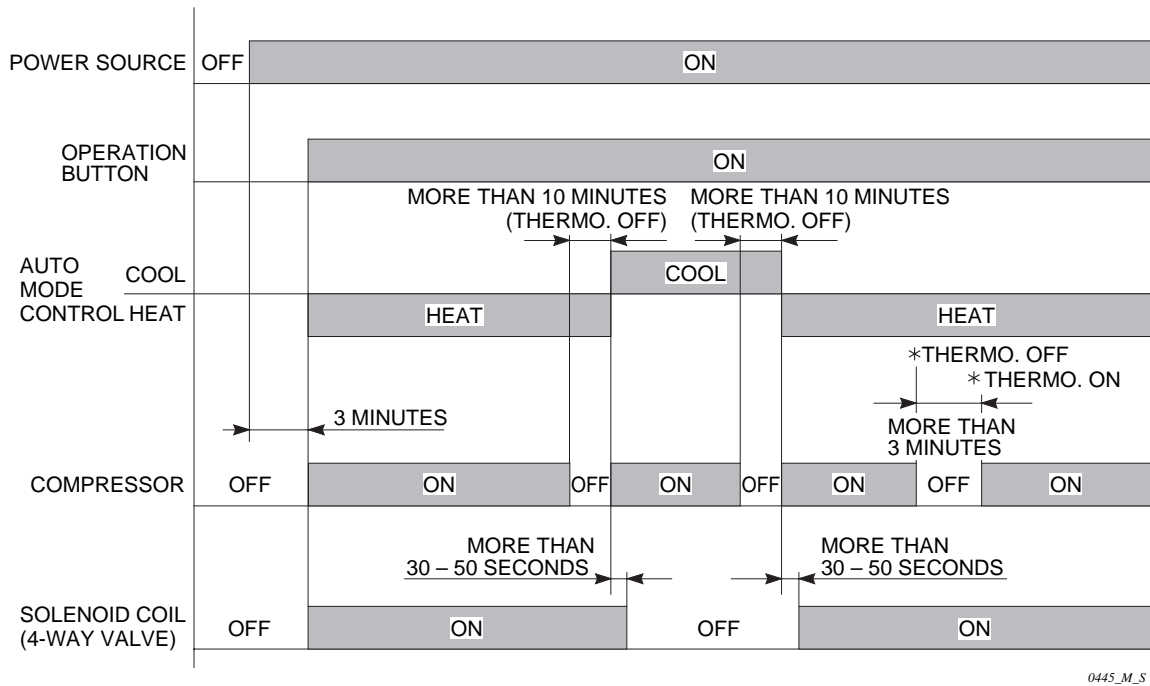 POWER SOURCE OFF ON
OPERATION
BUTTON
ON
MORE THAN 10 MINUTES
(THERMO. OFF)
MORE THAN 10 MINUTES
(THERMO. OFF)
AUTO
MODE
CONTROL
COOL
HEAT
COOL
HEAT
HEAT
*THERMO. OFF
*THERMO. ON
MORE THAN
3 MINUTES
3 MINUTES
COMPRESSOR OFF ON OFF ON OFF ON OFF ON
MORE THAN
30 – 50 SECONDS
MORE THAN
30 – 50 SECONDS
SOLENOID COIL
(4-WAY VALVE)
OFF ON OFF ON
0445_M_S